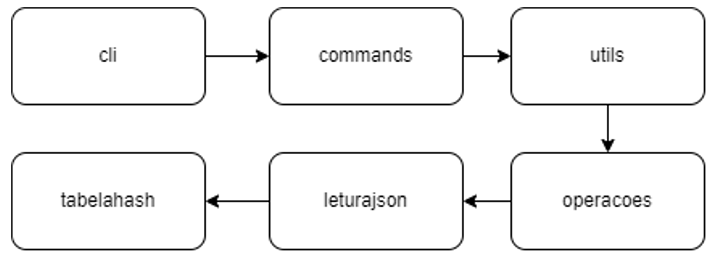 cli
commands
utils
tabelahash
leturajson
operacoes